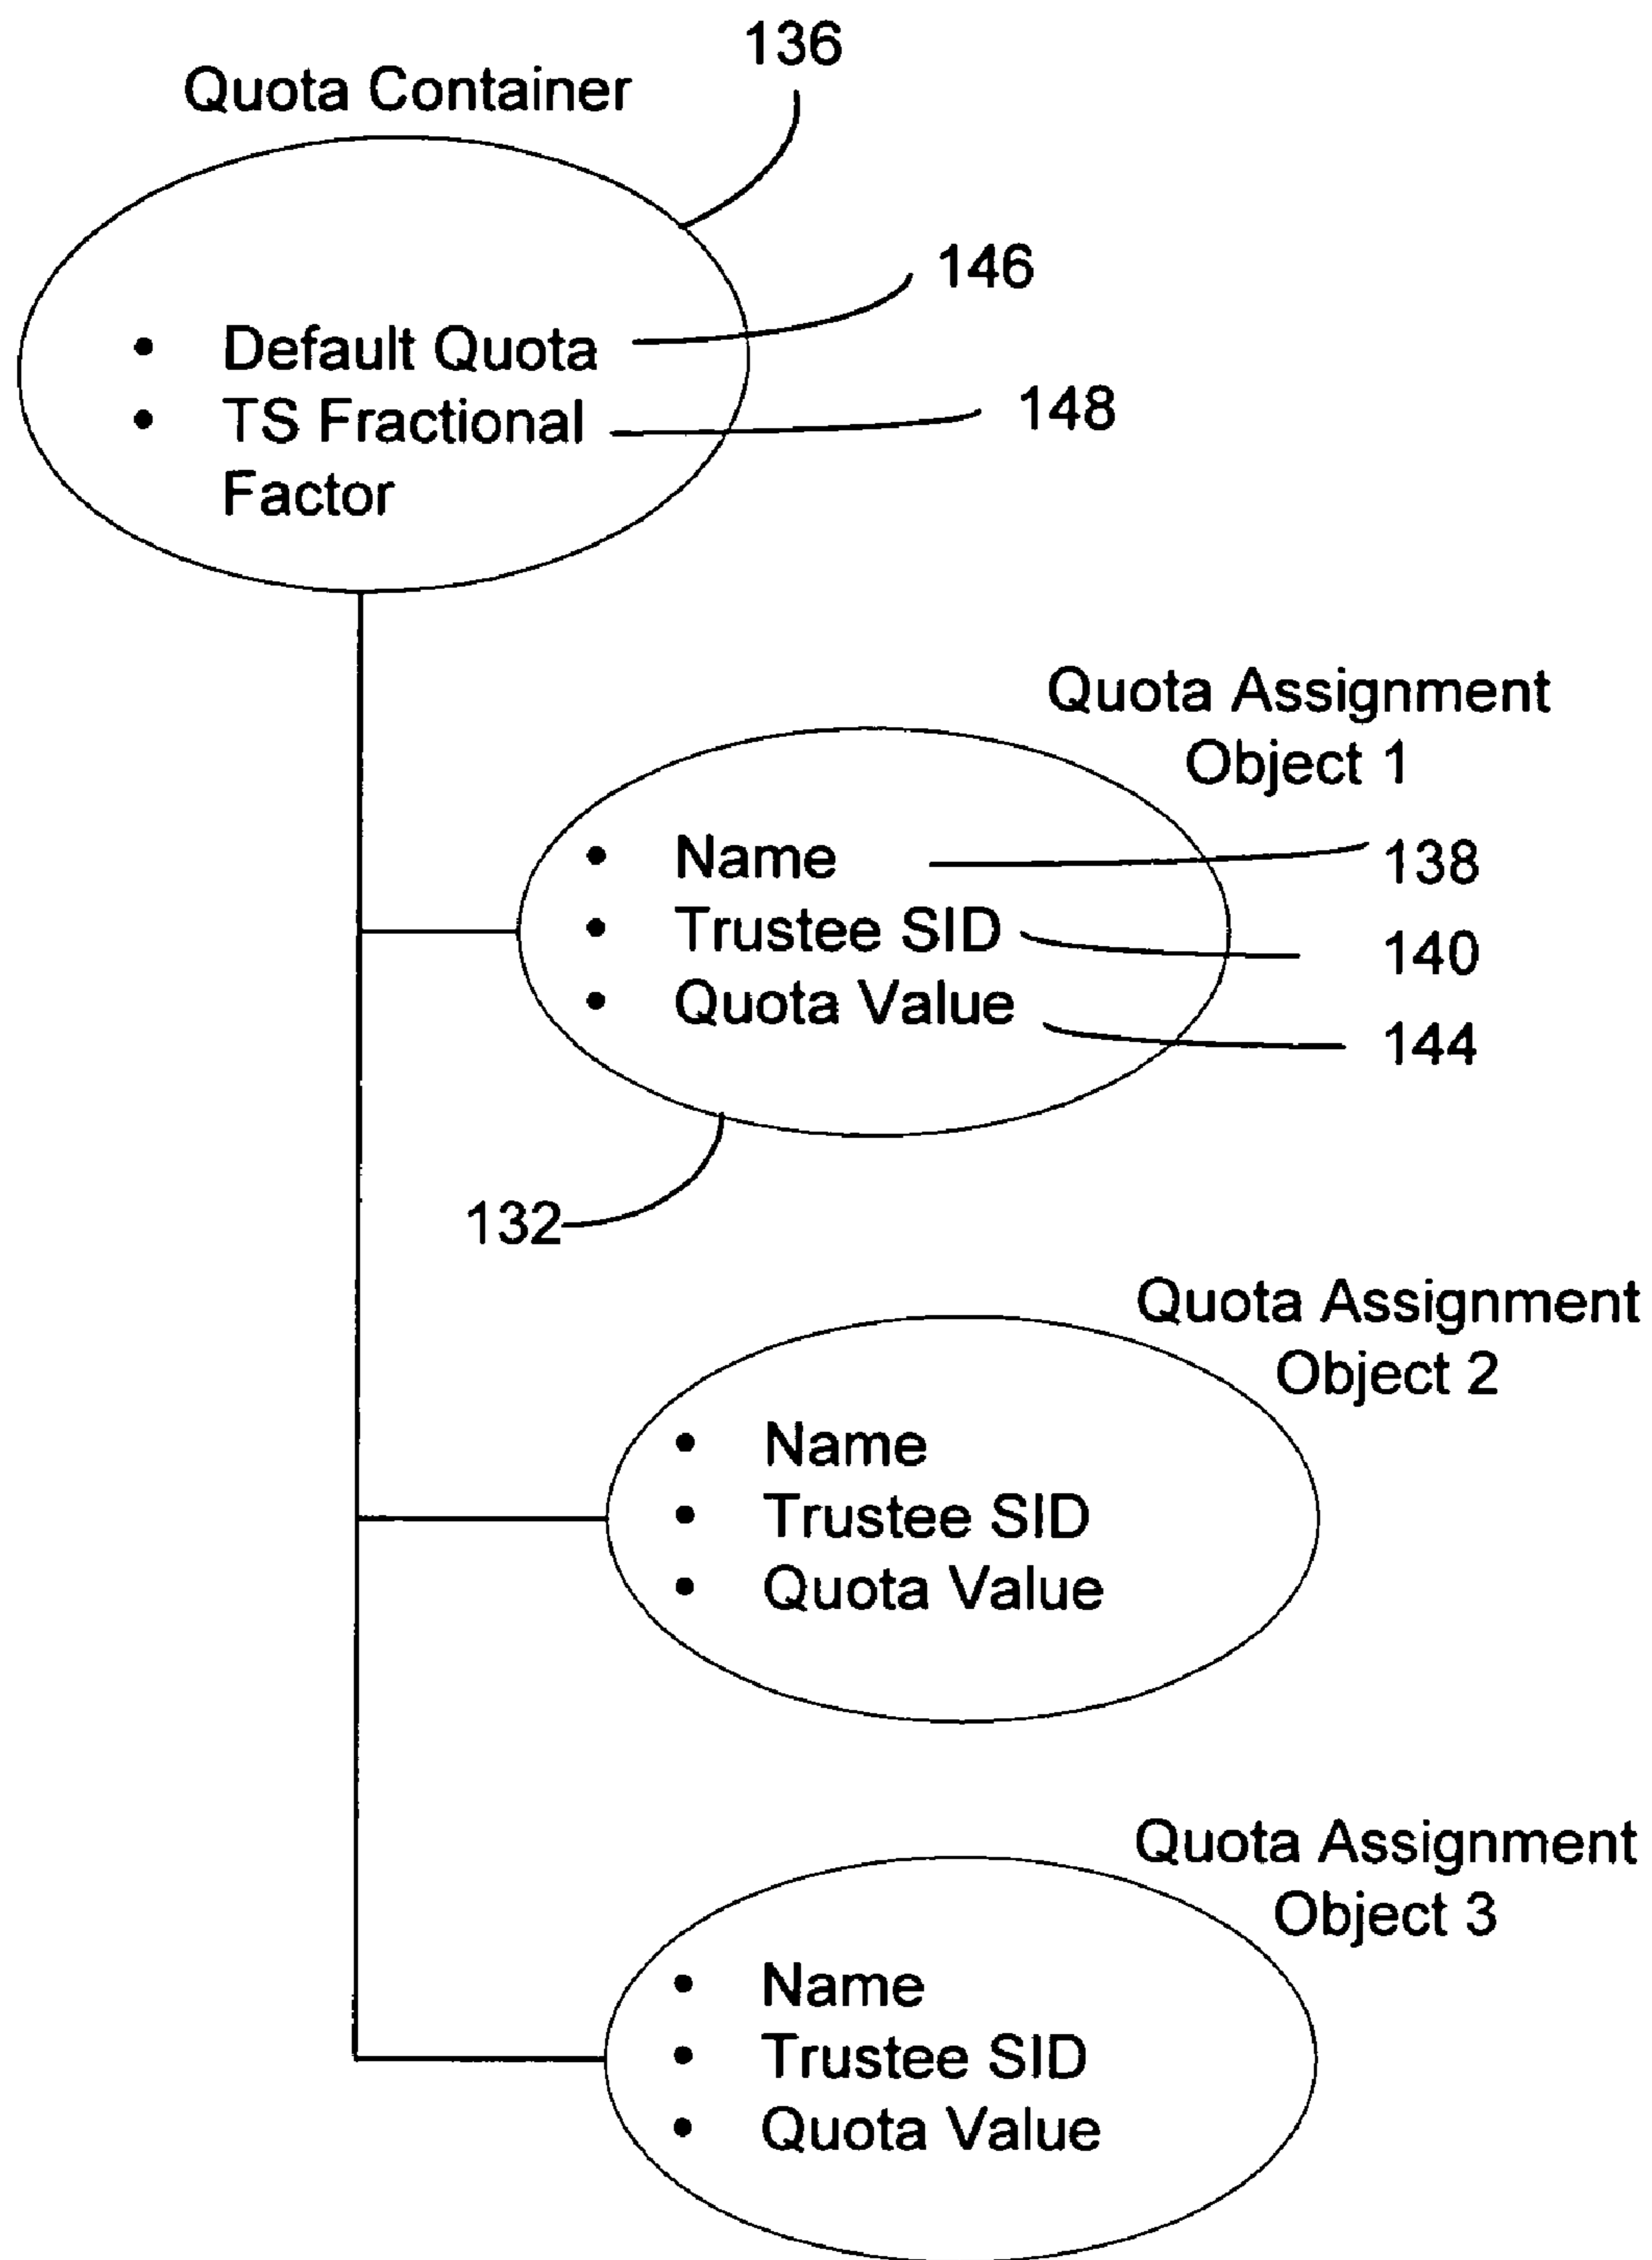 136
Quota Container
146
• Default Quota
148
• TS Fractional
Factor
Quota Assignment
Object 1
• Name
138
• Trustee SID
140
• Quota Value
144
132
Quota Assignment
Object 2
• Name
• Trustee SID
• Quota Value
Quota Assignment
Object 3
• Name
• Trustee SID
• Quota Value